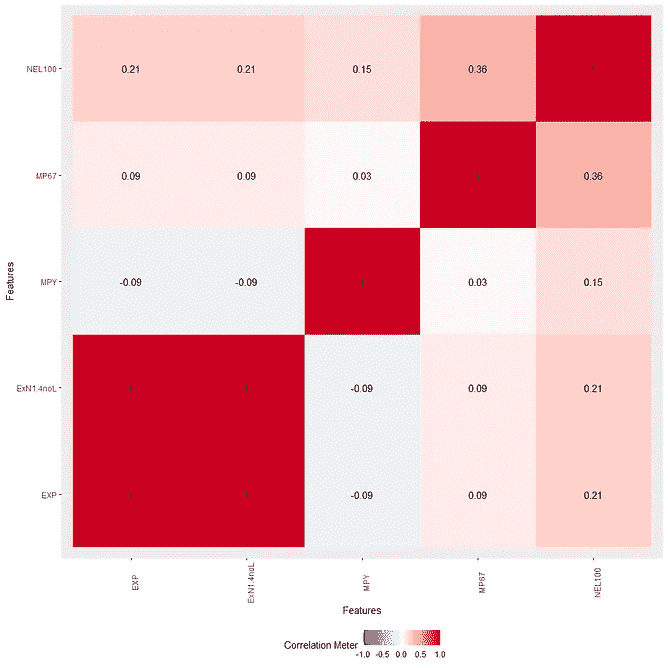 NEL100 0.21 0.21 0.15 0.36 1
MP67 0.09 0.09 0.03 1 0.36
Features
MPY -0.09 -0.09 1 0.03 0.15
ExN1.4noL 1 1 -0.09 0.09 0.21
EXP 1 1 -0.09 0.09 0.21
EXP ExN1.4noL MPY MP67 NEL100
Features
Correlation Meter
-1.0 -0.5 0.0 0.5 1.0